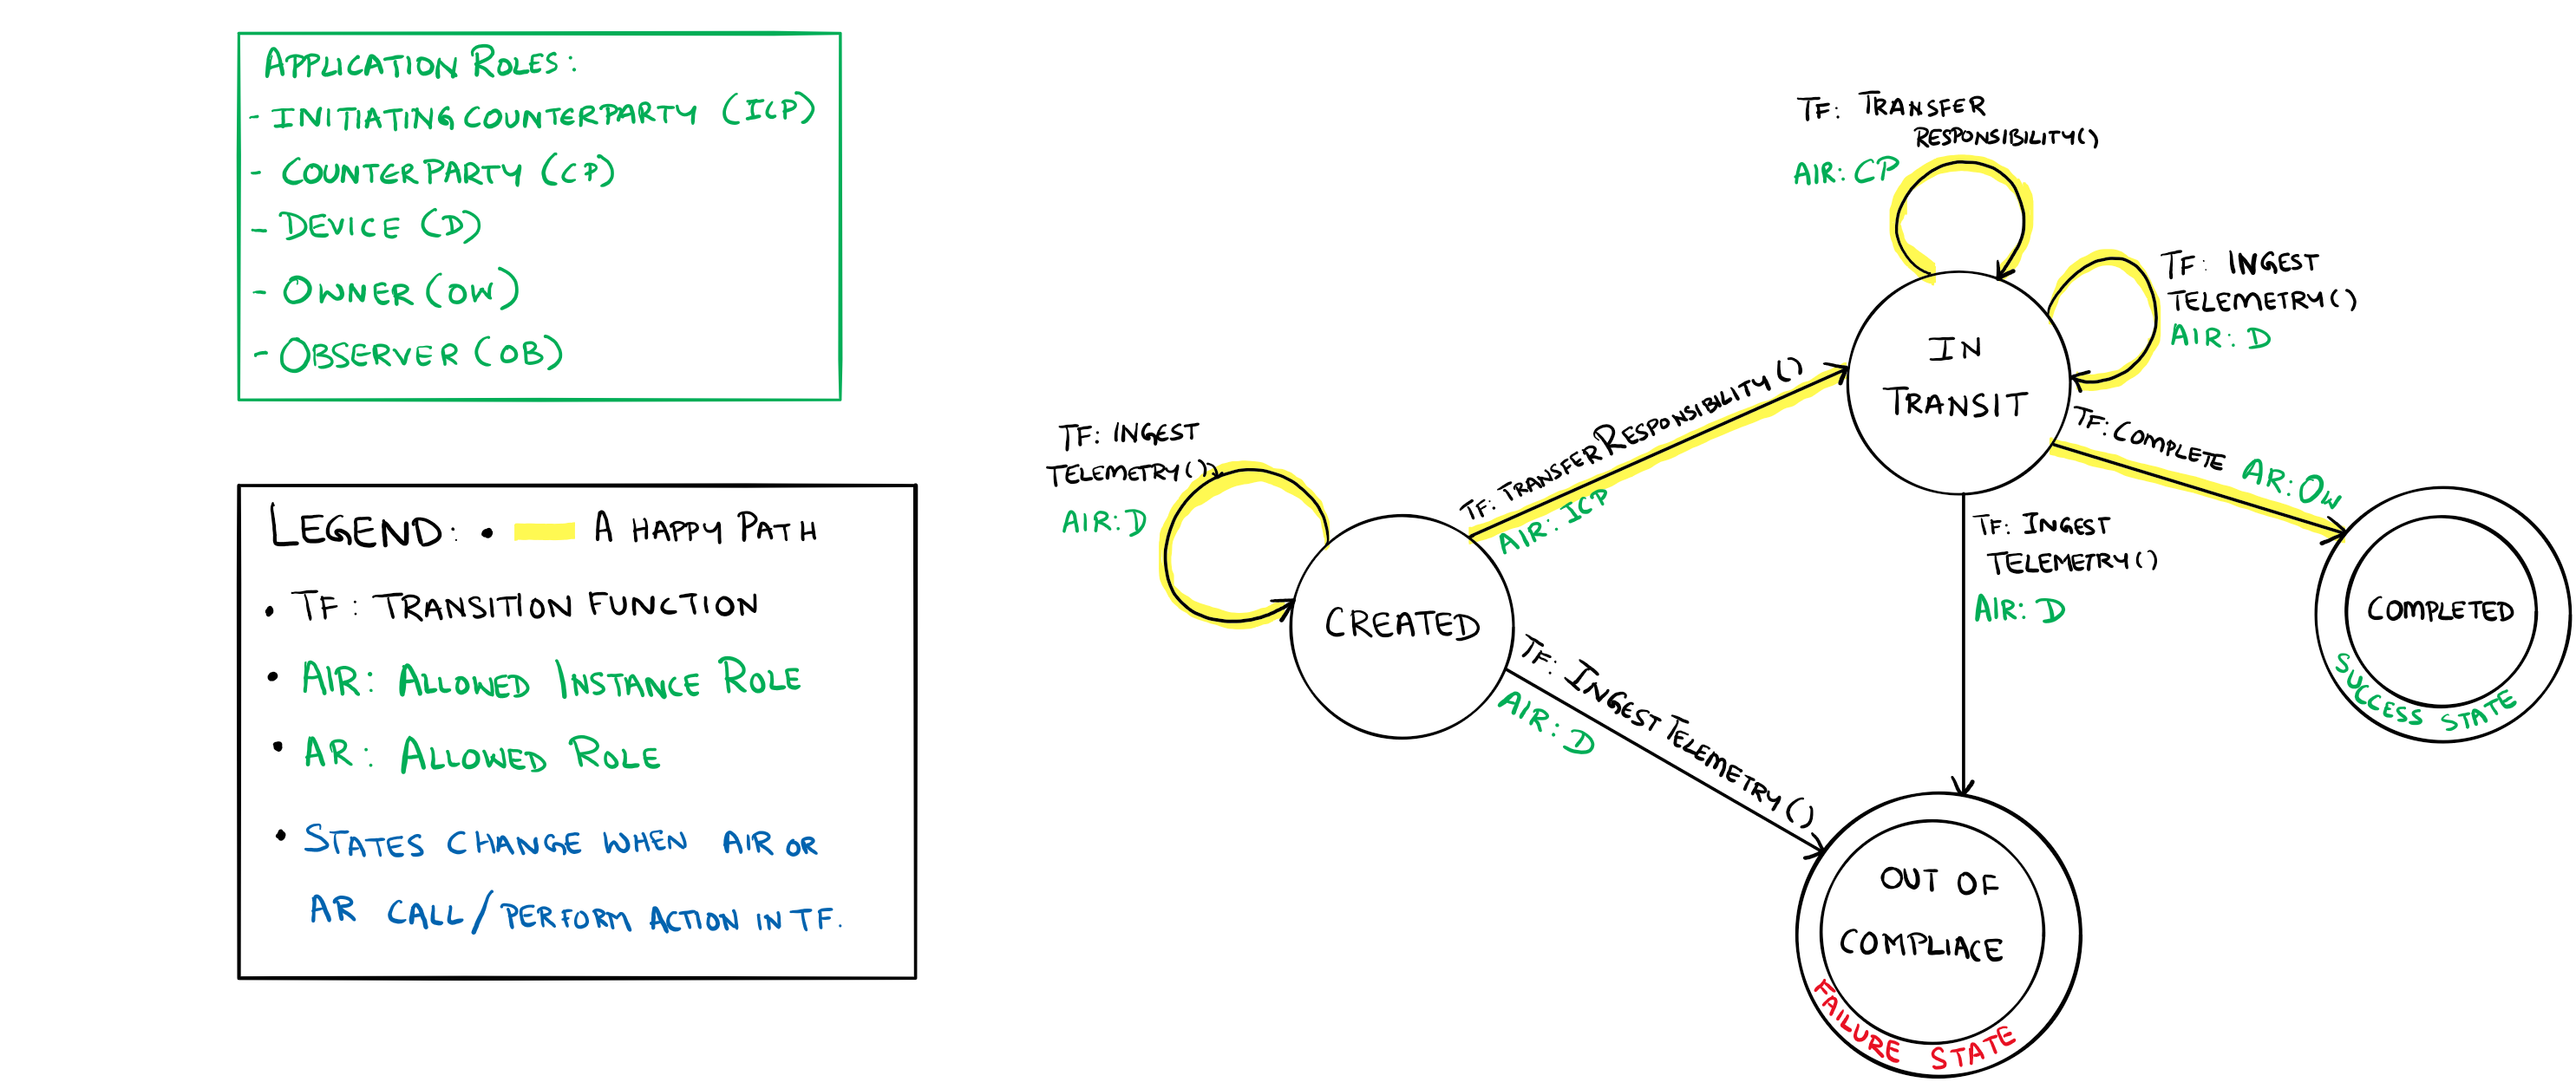 APPLICATION ROLES:
- INITIATING COUNTERPARTY (ICP)
- COUNTERPARTY (CP)
- DEVICE (D)
- OWNER (OW)
- OBSERVER (OB)
LEGEND: • A HAPPY PATH
• TF: TRANSITION FUNCTION
• AIR: ALLOWED INSTANCE ROLE
• AR: ALLOWED ROLE
• STATES CHANGE WHEN AIR OR
AR CALL/PERFORM ACTION IN TF.
TF: INGEST
TELEMETRY()
AIR: D
CREATED
TF: TRANSFER RESPONSIBILITY()
AIR: ICP
TF: INGEST TELEMETRY()
AIR: D
TF: TRANSFER
RESPONSIBILITY()
AIR: CP
IN
TRANSIT
TF: INGEST
TELEMETRY()
AIR: D
TF: COMPLETE AR: OW
TF: INGEST
TELEMETRY()
AIR: D
COMPLETED
SUCCESS STATE
OUT OF
COMPLIACE
FAILURE STATE